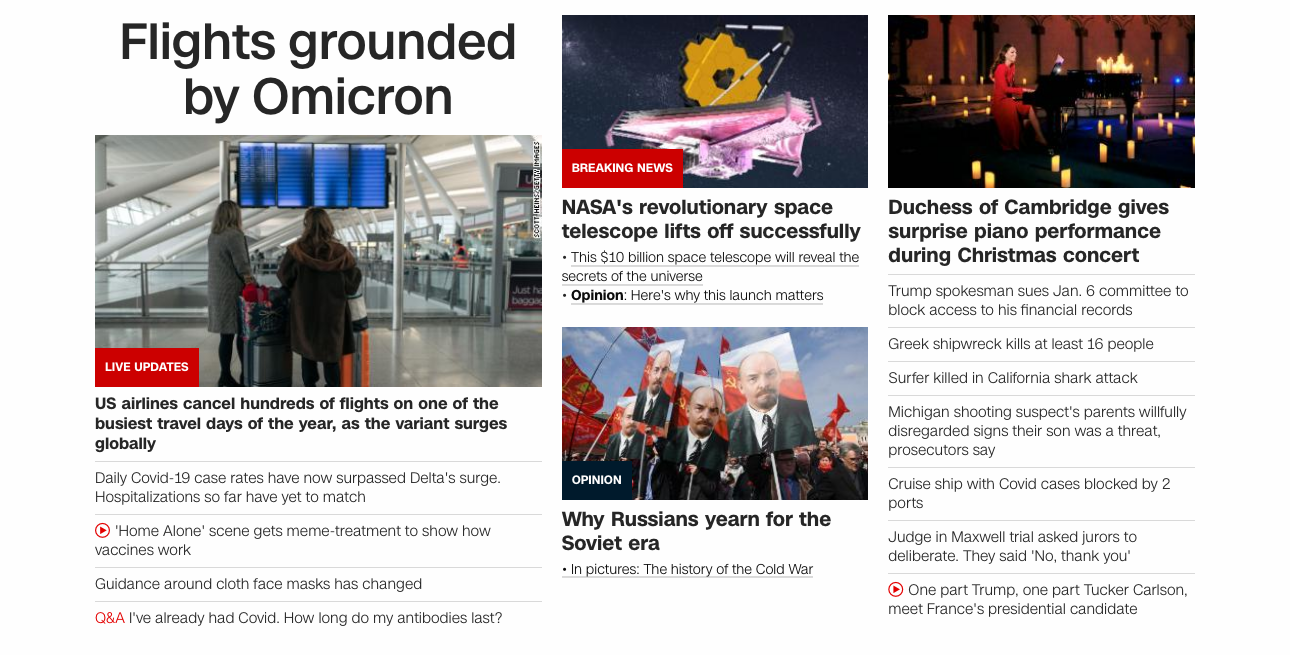 Flights grounded
by Omicron
SCOTT HEINS/GETTY IMAGES
LIVE UPDATES
US airlines cancel hundreds of flights on one of the
busiest travel days of the year, as the variant surges
globally
Daily Covid-19 case rates have now surpassed Delta's surge.
Hospitalizations so far have yet to match
'Home Alone' scene gets meme-treatment to show how
vaccines work
Guidance around cloth face masks has changed
Q&A I've already had Covid. How long do my antibodies last?
BREAKING NEWS
NASA's revolutionary space
telescope lifts off successfully
• This $10 billion space telescope will reveal the
secrets of the universe
• Opinion: Here's why this launch matters
OPINION
Why Russians yearn for the
Soviet era
• In pictures: The history of the Cold War
Duchess of Cambridge gives
surprise piano performance
during Christmas concert
Trump spokesman sues Jan. 6 committee to
block access to his financial records
Greek shipwreck kills at least 16 people
Surfer killed in California shark attack
Michigan shooting suspect's parents willfully
disregarded signs their son was a threat,
prosecutors say
Cruise ship with Covid cases blocked by 2
ports
Judge in Maxwell trial asked jurors to
deliberate. They said 'No, thank you'
One part Trump, one part Tucker Carlson,
meet France's presidential candidate